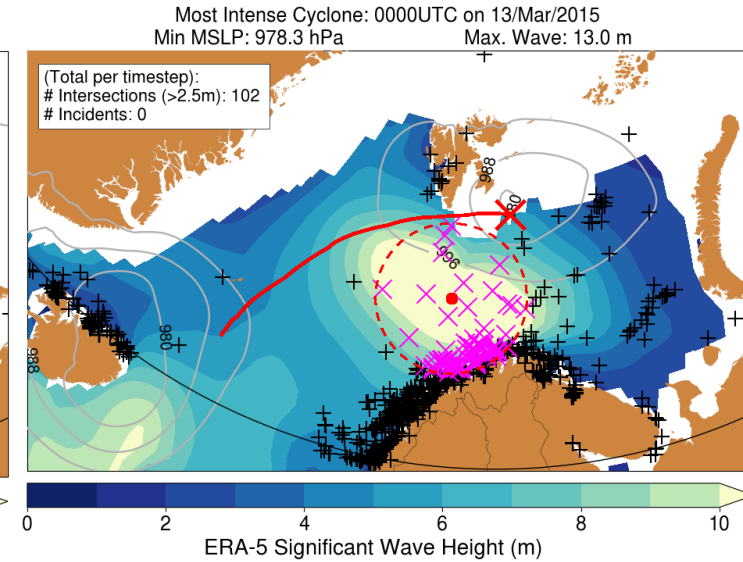 Most Intense Cyclone: 0000UTC on 13/Mar/2015
Min MSLP: 978.3 hPa Max. Wave: 13.0 m
(Total per timestep):
# Intersections (>2.5m): 102
# Incidents: 0
988
980
996
980
988
0 2 4 6 8 10
ERA-5 Significant Wave Height (m)